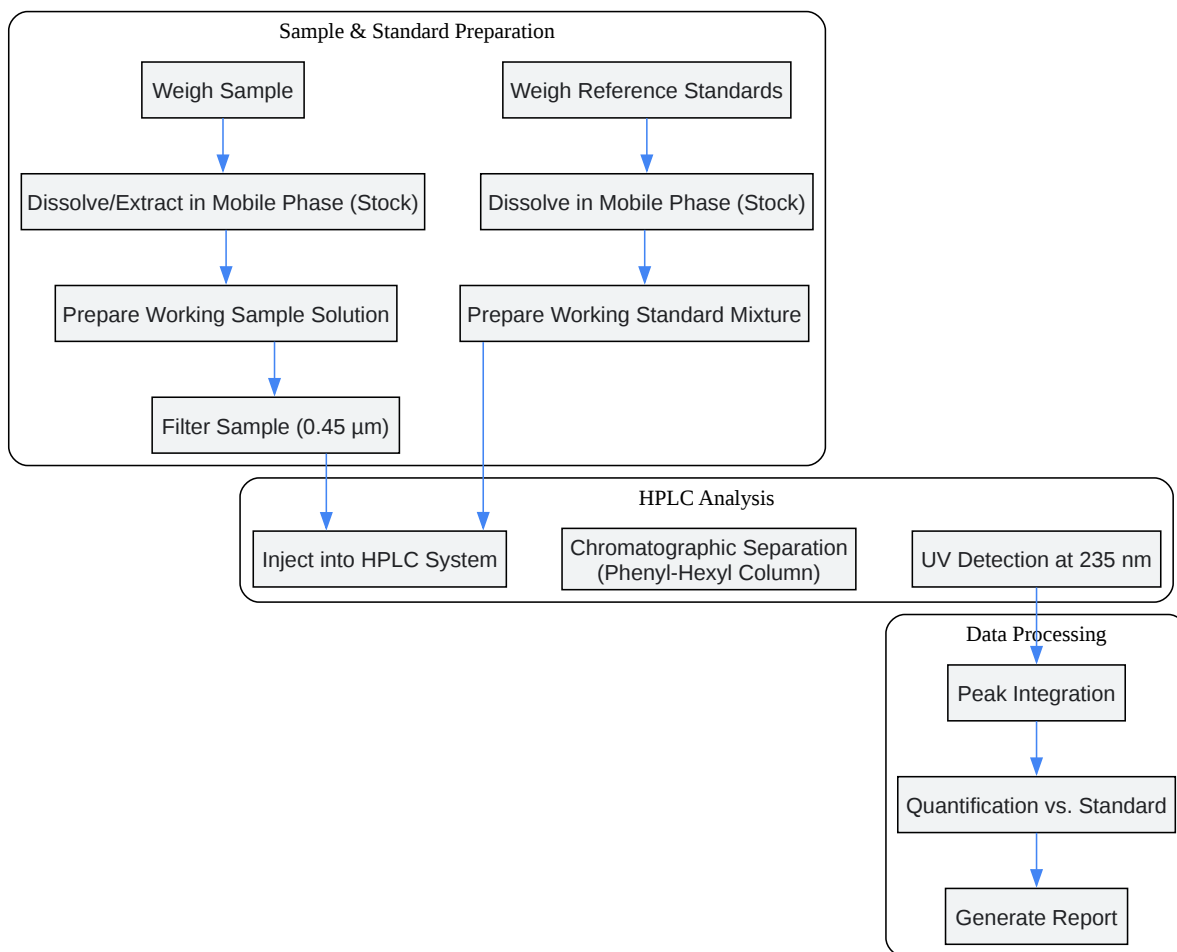 Sample & Standard Preparation
Weigh Sample
Weigh Reference Standards
Dissolve/Extract in Mobile Phase (Stock)
Dissolve in Mobile Phase (Stock)
Prepare Working Sample Solution
Prepare Working Standard Mixture
Filter Sample (0.45 µm)
HPLC Analysis
Inject into HPLC System
Chromatographic Separation
(Phenyl-Hexyl Column)
UV Detection at 235 nm
Data Processing
Peak Integration
Quantification vs. Standard
Generate Report